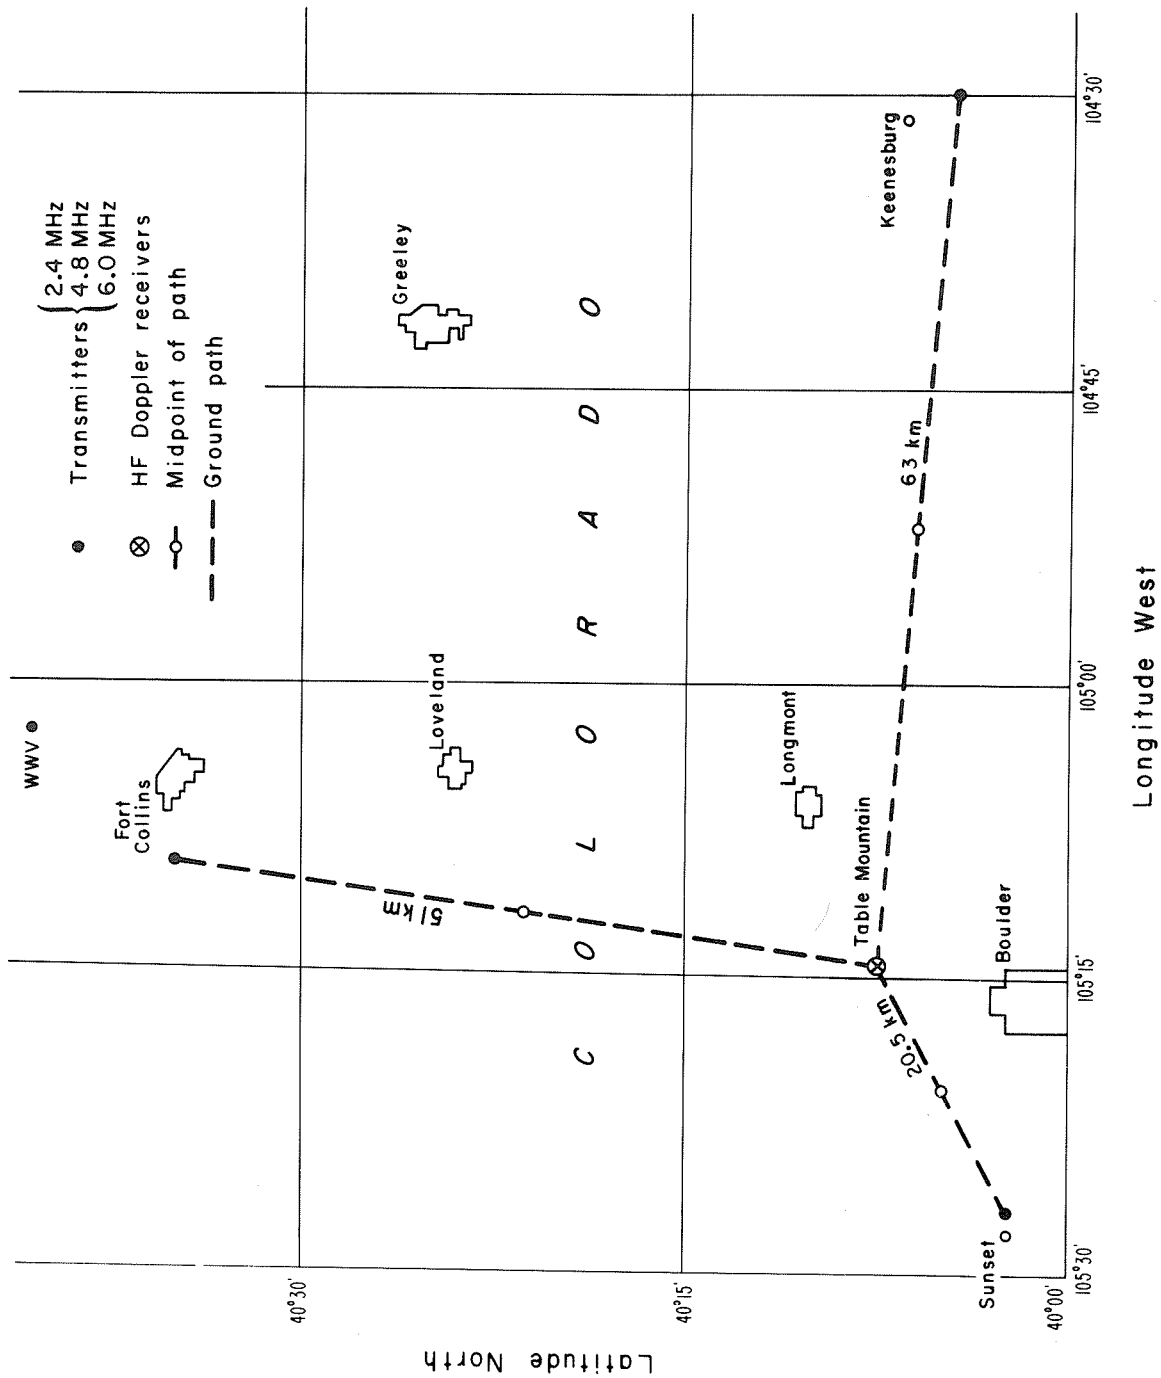 WWV
Fort
Collins
Transmitters
2.4 MHz
4.8 MHz
6.0 MHz
HF Doppler receivers
Midpoint of path
Ground path
Greeley
Loveland
51 km
COLORADO
Longmont
Table Mountain
Keenesburg
63 km
20.5 km
Boulder
Sunset
40°30'
40°15'
40°00'
105°30'
105°15'
105°00'
104°45'
104°30'
Latitude North
Longitude West